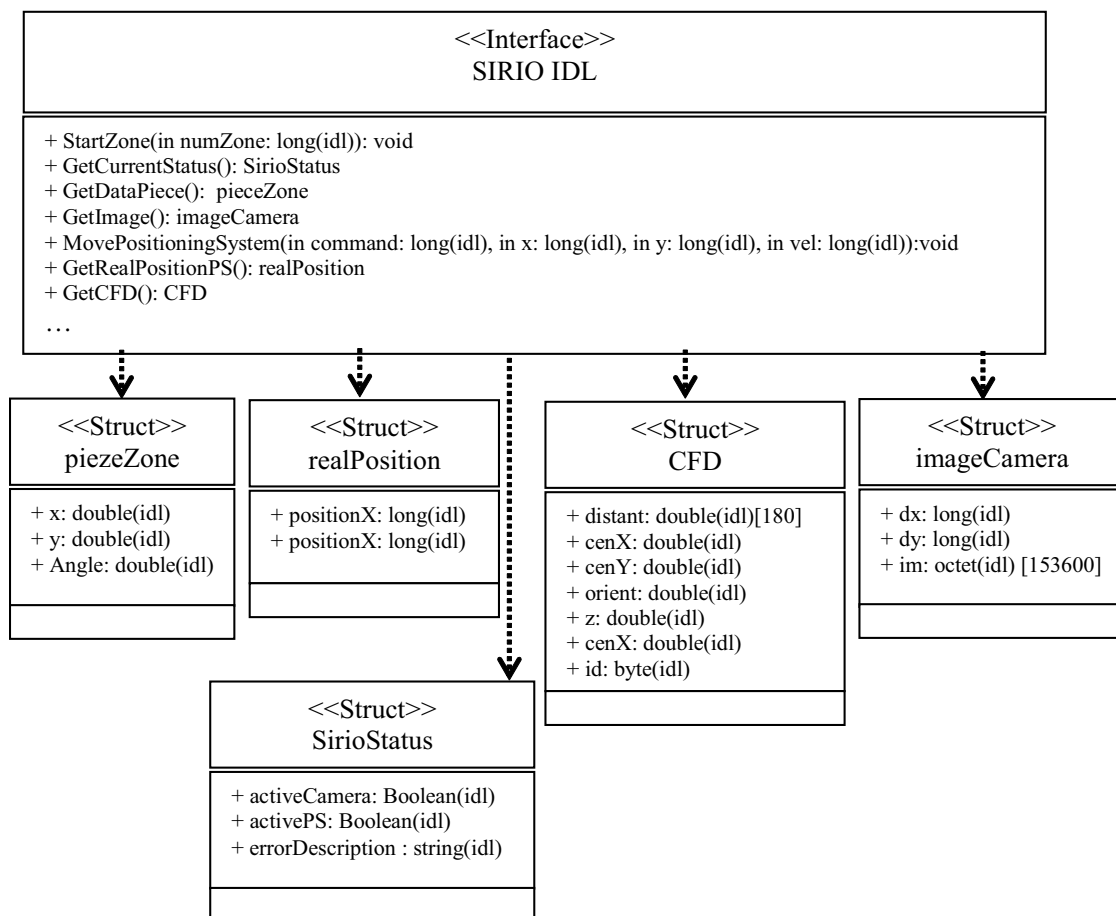 <<Interface>>
SIRIO IDL
+ StartZone(in numZone: long(idl)): void
+ GetCurrentStatus(): SirioStatus
+ GetDataPiece():  pieceZone
+ GetImage(): imageCamera
+ MovePositioningSystem(in command: long(idl), in x: long(idl), in y: long(idl), in vel: long(idl)):void
+ GetRealPositionPS(): realPosition
+ GetCFD(): CFD
…
<<Struct>>
piezeZone
+ x: double(idl)
+ y: double(idl)
+ Angle: double(idl)
<<Struct>>
realPosition
+ positionX: long(idl)
+ positionX: long(idl)
<<Struct>>
CFD
+ distant: double(idl)[180]
+ cenX: double(idl)
+ cenY: double(idl)
+ orient: double(idl)
+ z: double(idl)
+ cenX: double(idl)
+ id: byte(idl)
<<Struct>>
imageCamera
+ dx: long(idl)
+ dy: long(idl)
+ im: octet(idl) [153600]
<<Struct>>
SirioStatus
+ activeCamera: Boolean(idl)
+ activePS: Boolean(idl)
+ errorDescription : string(idl)